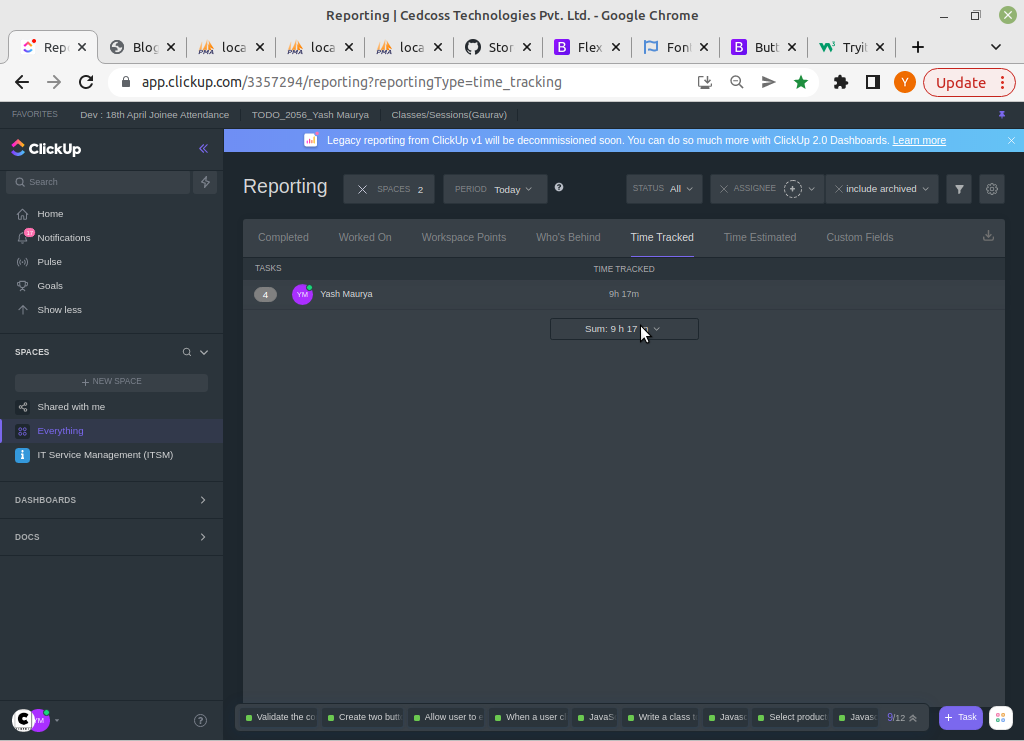 Reporting | Cedcoss Technologies Pvt. Ltd. - Google Chrome
Repo
Blog
loca
loca
loca
Stor
Flex
Font
Butt
Tryit
app.clickup.com/3357294/reporting?reportingType=time_tracking
Y
Update
FAVORITES
Dev : 18th April Joinee Attendance
TODO_2056_Yash Maurya
Classes/Sessions(Gaurav)
ClickUp
Legacy reporting from ClickUp v1 will be decommissioned soon. You can do so much more with ClickUp 2.0 Dashboards. Learn more
Search
Reporting
SPACES 2
PERIOD Today
STATUS All
ASSIGNEE
include archived
Home
Notifications
Pulse
Goals
Show less
Completed
Worked On
Workspace Points
Who's Behind
Time Tracked
Time Estimated
Custom Fields
TASKS
TIME TRACKED
4
YM
Yash Maurya
9h 17m
Sum: 9 h 17
SPACES
+ NEW SPACE
Shared with me
Everything
IT Service Management (ITSM)
DASHBOARDS
DOCS
Validate the co
Create two butt
Allow user to e
When a user cl
JavaS
Write a class t
Javasc
Select product
Javasc
9/12
+ Task